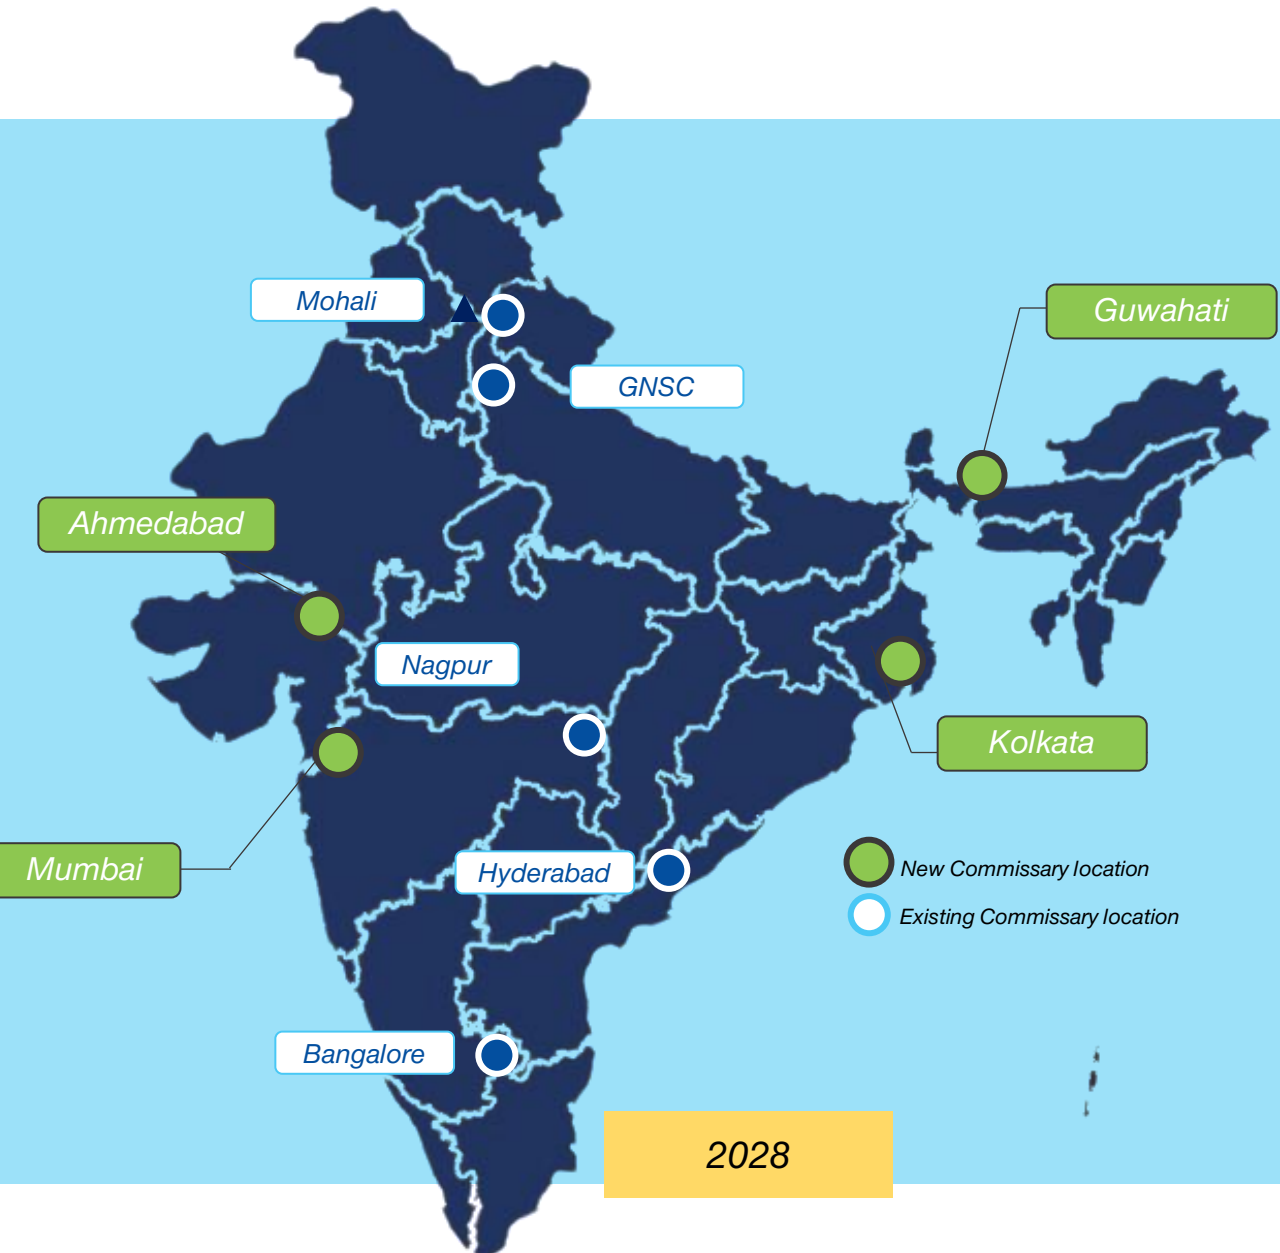 Mohali
Guwahati
GNSC
Ahmedabad
Nagpur
Kolkata
Mumbai
Hyderabad
New Commissary location
Existing Commissary location
Bangalore
2028